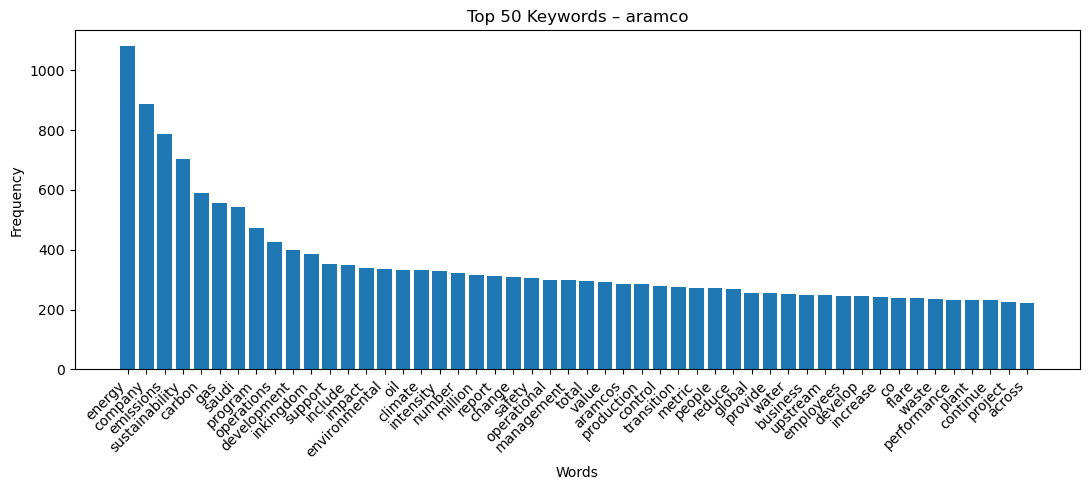 Top 50 Keywords – aramco
Frequency
1000
800
600
400
200
0
energy
company
emissions
sustainability
carbon
gas
saudi
program
operations
development
inkingdom
support
include
impact
environmental
oil
climate
intensity
number
million
report
change
safety
operational
management
total
value
aramcos
production
control
transition
metric
people
reduce
global
provide
water
business
upstream
employees
develop
increase
co
flare
waste
performance
plant
continue
project
across
Words